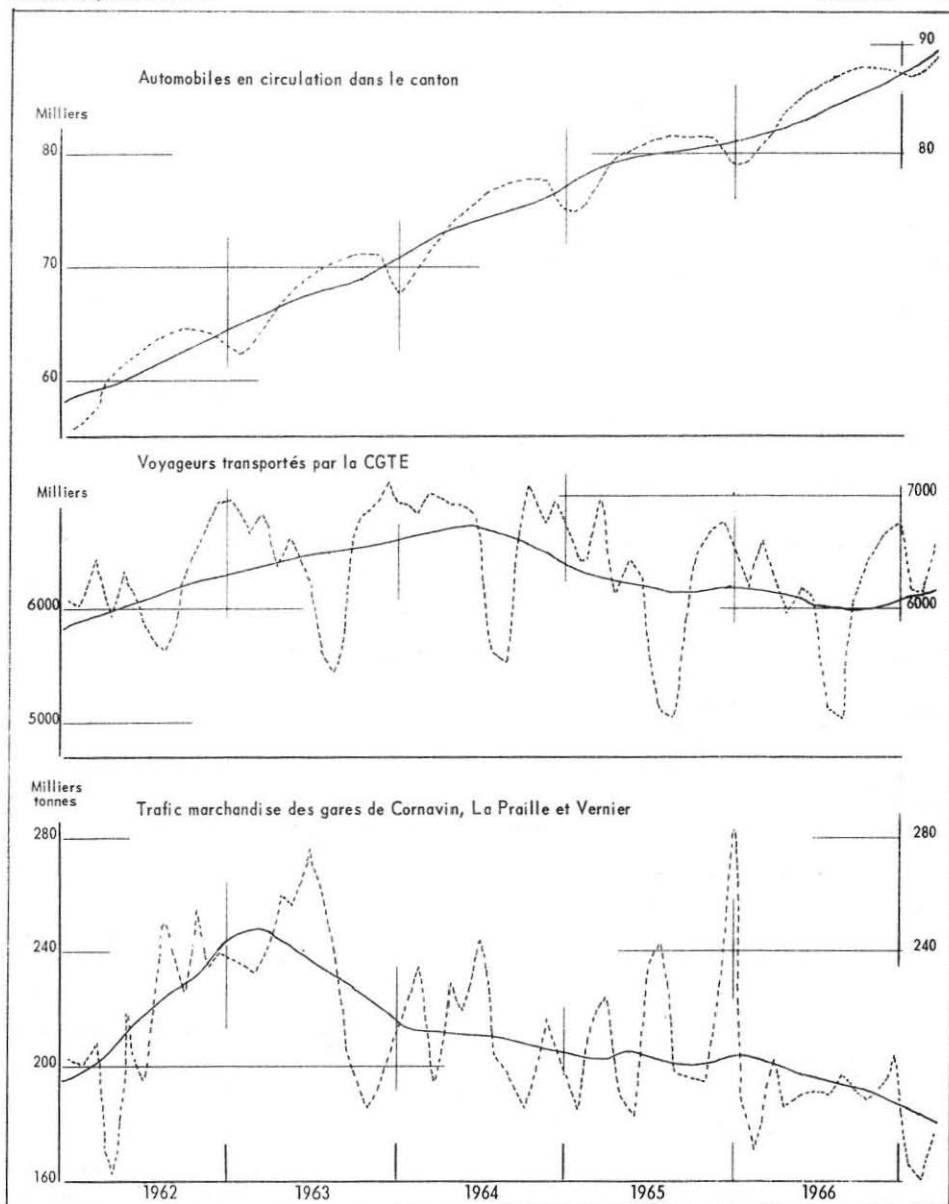 90
Automobiles en circulation dans le canton
Milliers
80
80
70
60
Voyageurs transportés par la CGTE
Milliers
7000
6000
6000
5000
Milliers
tonnes
Trafic marchandise des gares de Cornavin, La Praille et Vernier
280
280
240
240
200
160
1962
1963
1964
1965
1966